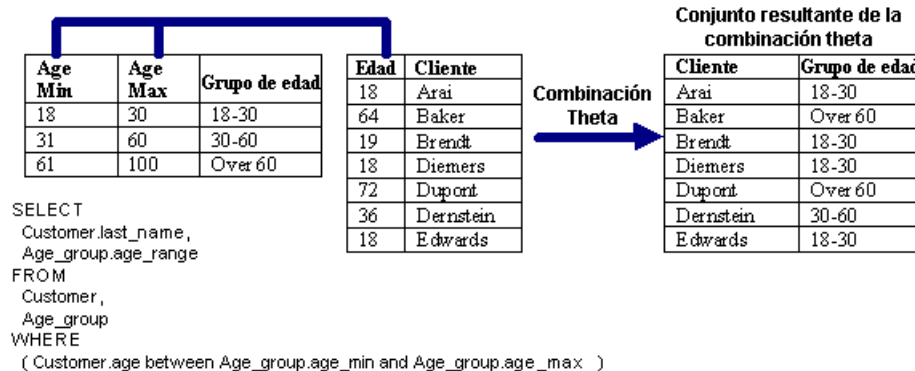 Conjunto resultante de la
combinación theta
Age Min Age Max Grupo de edad
18 30 18-30
31 60 30-60
61 100 Over 60
Edad Cliente
18 Arai
64 Baker
19 Brendt
18 Diemers
72 Dupont
36 Dernstein
18 Edwards
Combinación
Theta
Cliente Grupo de edad
Arai 18-30
Baker Over 60
Brendt 18-30
Diemers 18-30
Dupont Over 60
Dernstein 30-60
Edwards 18-30
SELECT
Customer.last_name,
Age_group.age_range
FROM
Customer,
Age_group
WHERE
( Customer.age between Age_group.age_min and Age_group.age_max )